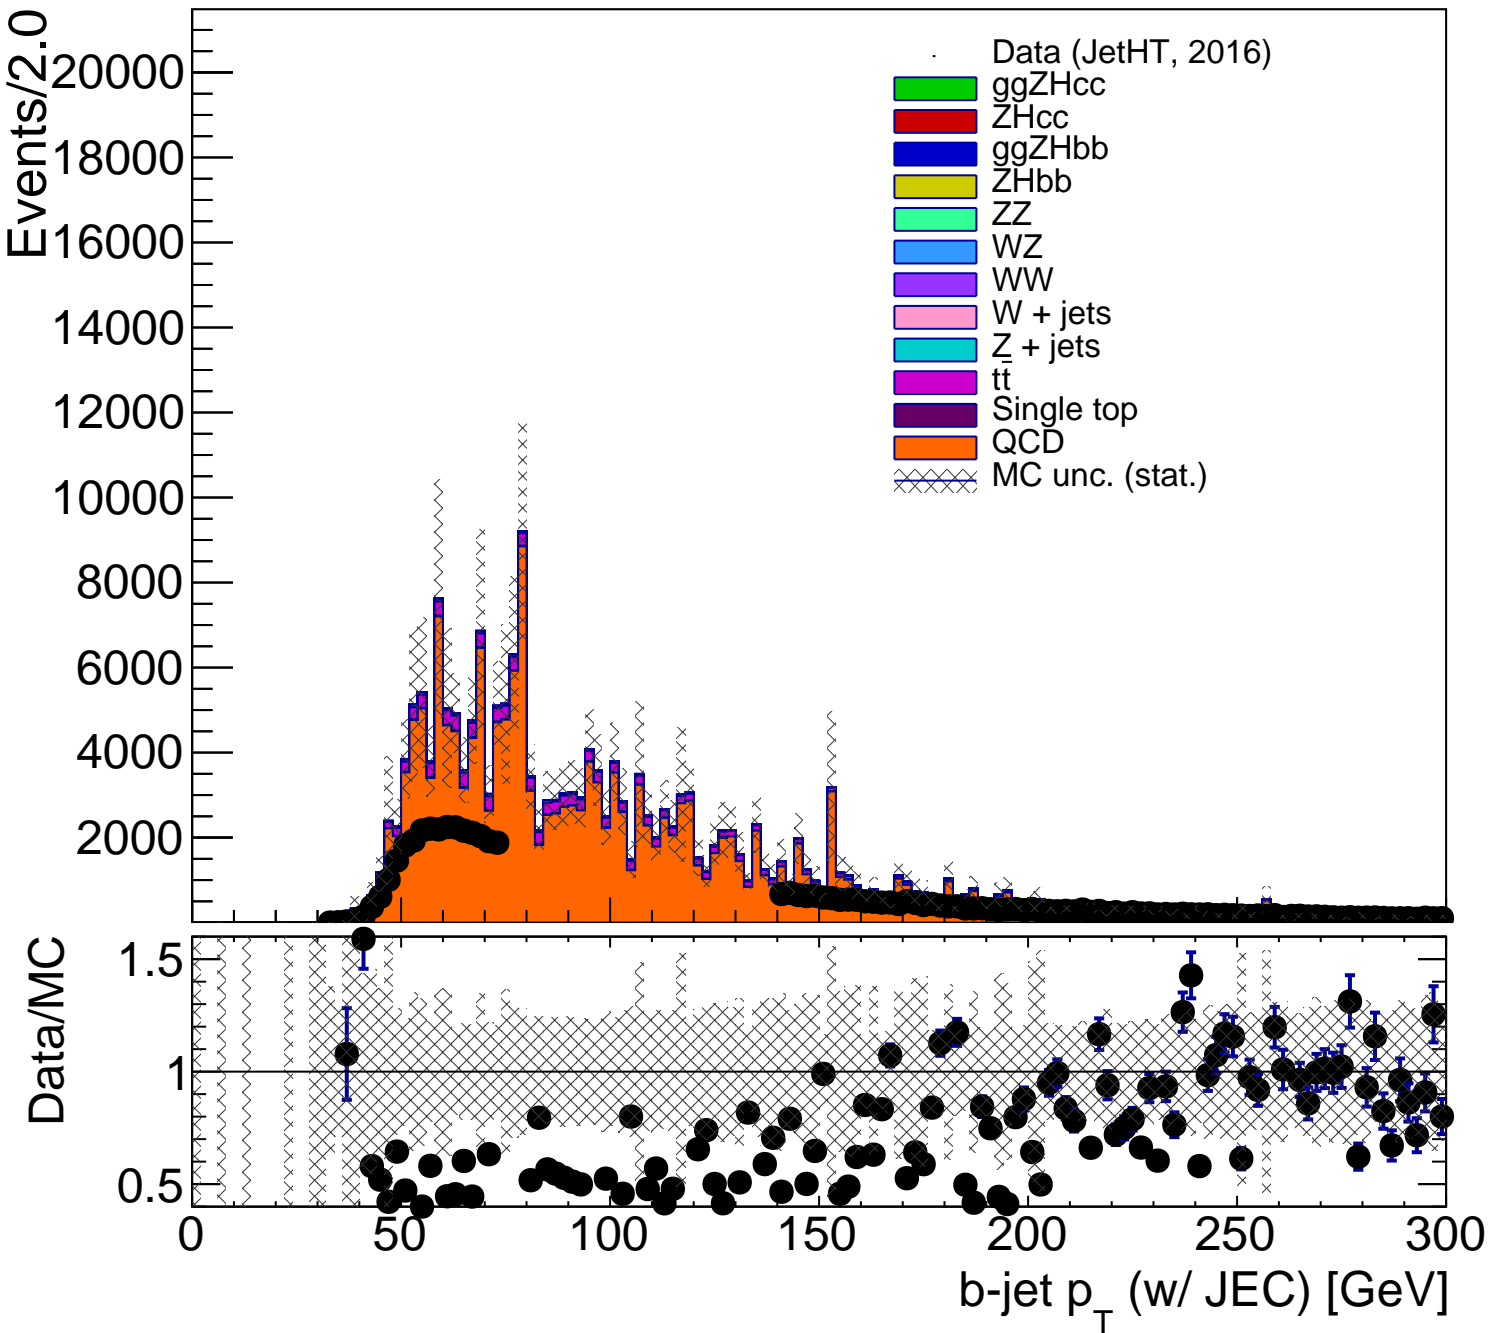 Events/2.0
20000
18000
16000
14000
12000
10000
8000
6000
4000
2000
Data (JetHT, 2016)
ggZHcc
ZHcc
ggZHbb
ZHbb
ZZ
WZ
WW
W + jets
Z + jets
tt̄
Single top
QCD
MC unc. (stat.)
Data/MC
1.5
1
0.5
0 50 100 150 200 250 300
b-jet p_T (w/ JEC) [GeV]